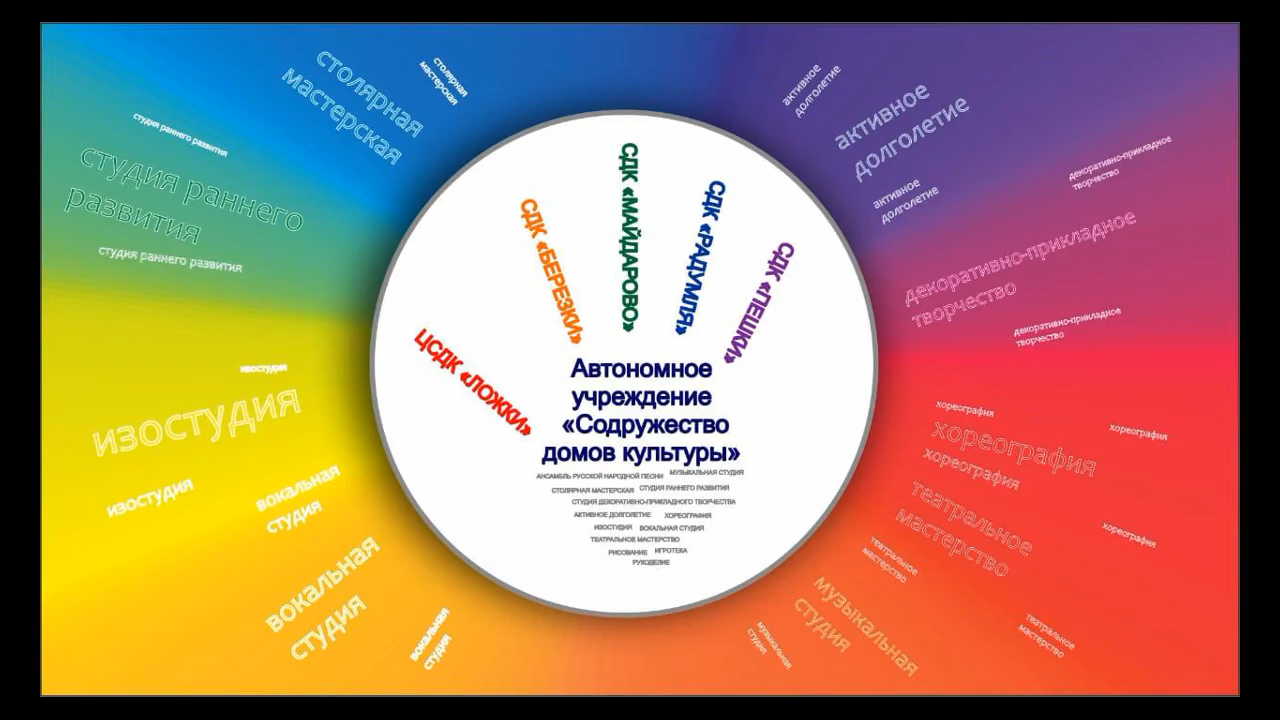 столярная
мастерская
столярная
мастерская
студия раннего развития
студия раннего
развития
студия раннего развития
изостудия
изостудия
изостудия
вокальная
студия
вокальная
студия
вокальная
студия
ЦСДК «ЛОЖКИ»
СДК «БЕРЕЗКИ»
СДК «МАЙДАРОВО»
СДК «РАДУМЛЯ»
СДК «ПЕШКИ»
Автономное
учреждение
«Содружество
домов культуры»
АНСАМЕЛЬ РУССКОЙ НАРОДНОЙ ПЕСНИ МУЗЫКАЛЬНАЯ СТУДИЯ
СТОЛЯРНАЯ МАСТЕРСКАЯ СТУДИЯ РАННЕГО РАЗВИТИЯ
СТУДИЯ ДЕКОРАТИВНО-ПРИКЛАДНОГО ТВОРЧЕСТВА
АКТИВНОЕ ДОЛГОЛЕТИЕ ХОРЕОГРАФИЯ
ИЗОСТУДИЯ ВОКАЛЬНАЯ СТУДИЯ
ТЕАТРАЛЬНОЕ МАСТЕРСТВО
РИСОВАНИЕ ИГРОТЕКА
РУКОДЕЛИЕ
активное
долголетие
активное
долголетие
активное
долголетие
декоративно-прикладное
творчество
декоративно-прикладное
творчество
декоративно-прикладное
творчество
хореография
хореография
хореография
хореография
хореография
театральное
мастерство
театральное
мастерство
театральное
мастерство
музыкальная
студия
музыкальная
студия